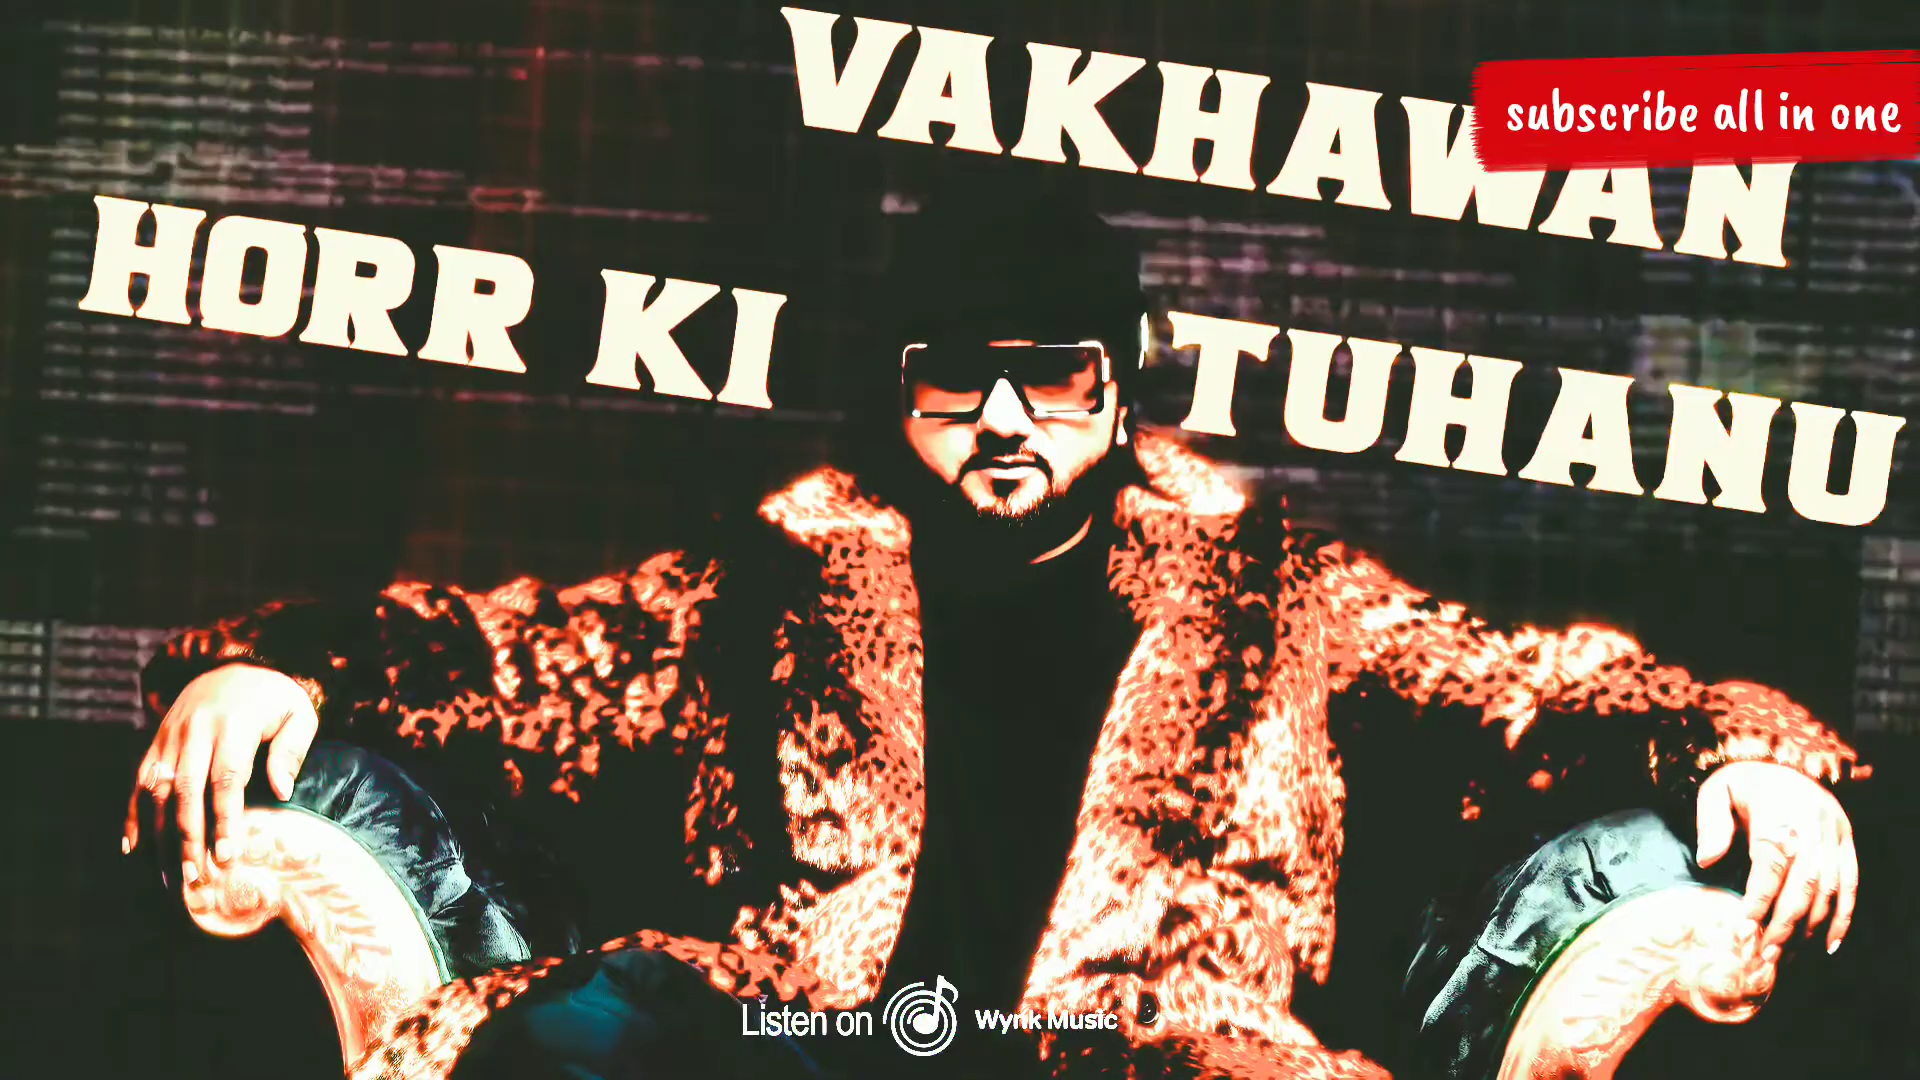 VAKHAWAN
subscribe all in one
HORR KI
TUHANU
Listen on Wynk Music